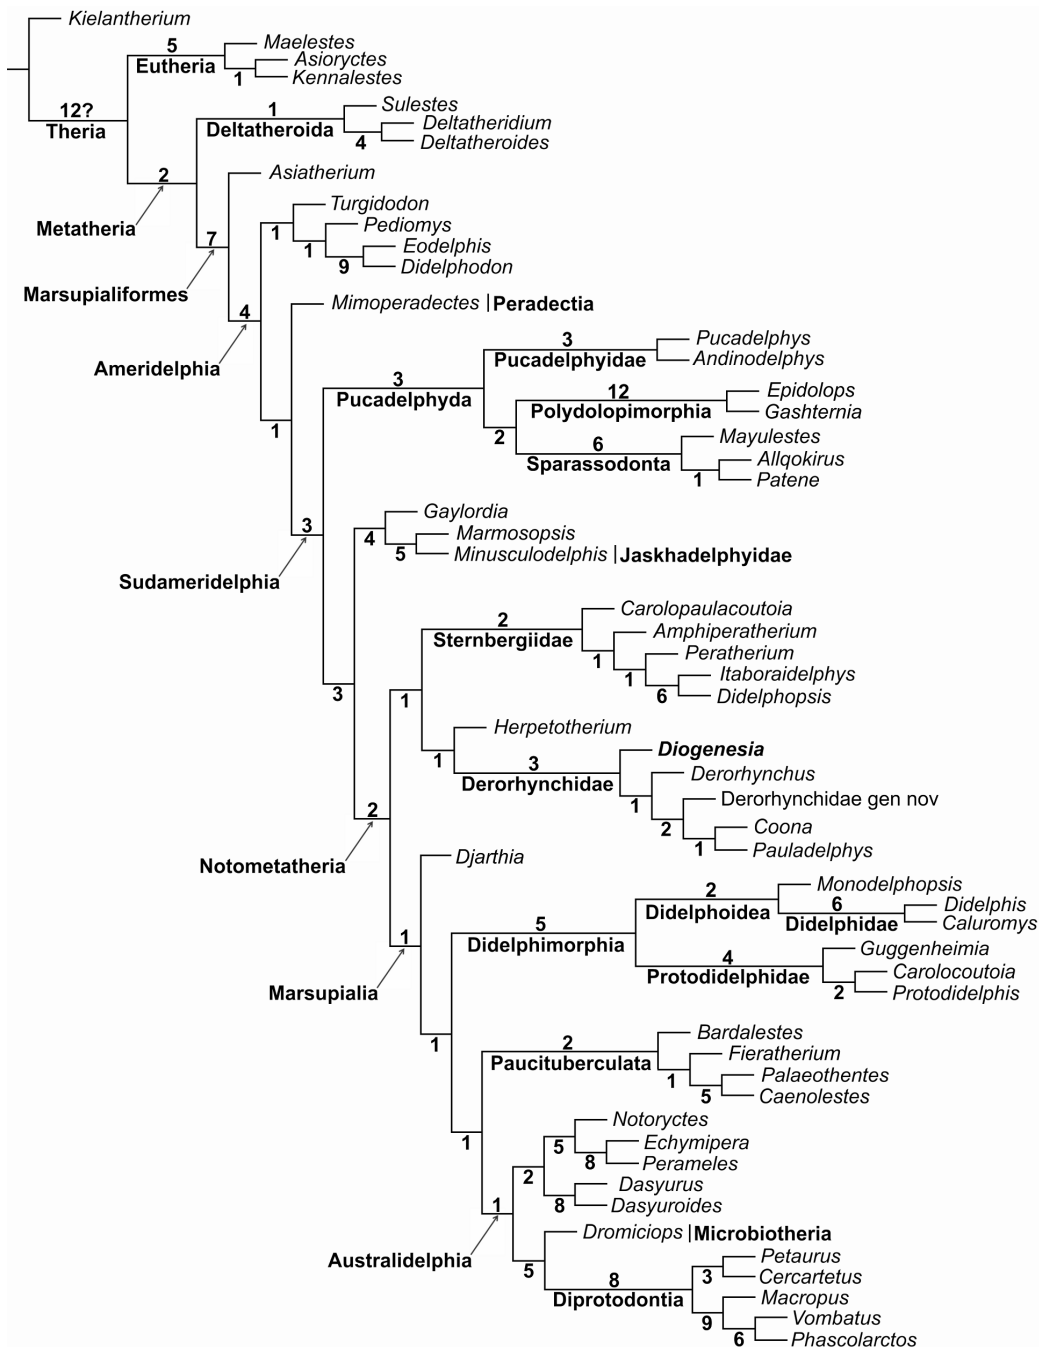 Kielantherium
5
Maelestes
Eutheria
Asioryctes
1
Kennalestes
12?
Theria
1
Sulestes
Deltatheroida
Deltatheridium
4
Deltatheroides
2
Metatheria
Asiatherium
7
Marsupialiformes
Turgidodon
1
Pediomys
1
Eodelphis
9
Didelphodon
4
Ameridelphia
Mimoperadectes | Peradectia
1
3
Pucadelphys
Pucadelphyidae
Andinodelphys
3
Pucadelphyda
12
Epidolops
Polydolopimorphia
Gashternia
2
6
Mayulestes
Sparassodonta
Allqokirus
1
Patene
3
Sudameridelphia
Gaylordia
4
Marmosopsis
5
Minusculodelphis | Jaskhadelphyidae
3
2
Carolopaulacoutoia
Sternbergiidae
Amphiperatherium
1
Peratherium
1
Itaboraidelphys
6
Didelphopsis
1
Herpetotherium
1
3
Diogenesia
Derorhynchidae
Derorhynchus
1
Derorhynchidae gen nov
2
Coona
1
Pauladelphys
2
Notometatheria
Djarthia
1
Marsupialia
2
Monodelphopsis
Didelphoidea
6
Didelphis
Didelphidae
Caluromys
5
Didelphimorphia
4
Guggenheimia
Protodidelphidae
Carolocoutoia
2
Protodidelphis
1
2
Bardalestes
Paucituberculata
Fieratherium
1
Palaeothentes
5
Caenolestes
1
Notoryctes
5
Echymipera
8
Perameles
2
Dasyurus
8
Dasyuroides
1
Australidelphia
Dromiciops | Microbiotheria
5
8
Petaurus
Diprotodontia
3
Cercartetus
Macropus
9
Vombatus
6
Phascolarctos